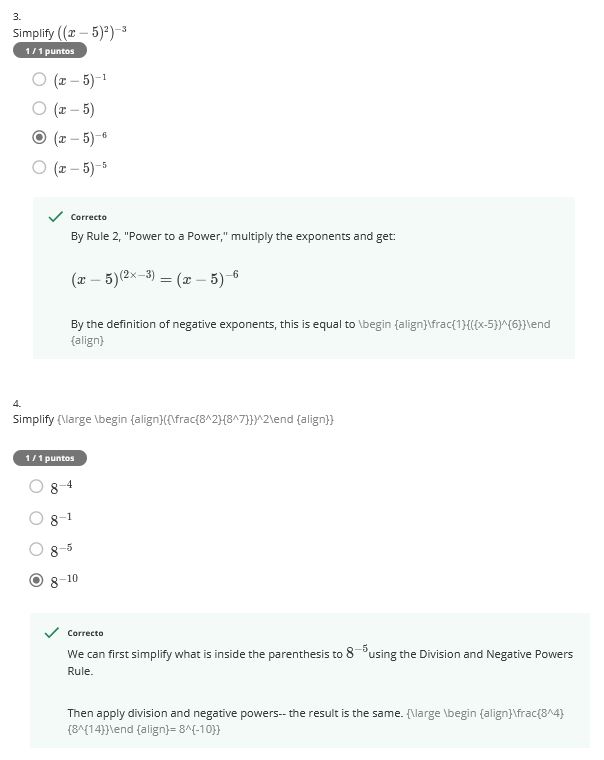 3.
Simplify ((x − 5)²)⁻³
1 / 1 puntos
(x − 5)⁻¹
(x − 5)
(x − 5)⁻⁶
(x − 5)⁻⁵
Correcto
By Rule 2, "Power to a Power," multiply the exponents and get:
(x − 5)⁽²ˣ⁻³⁾ = (x − 5)⁻⁶
By the definition of negative exponents, this is equal to \begin {align}\frac{1}{({x-5})^{6}}\end
{align}
4.
Simplify {\large \begin {align}({\frac{8^2}{8^7}})^2\end {align}}
1 / 1 puntos
8⁻⁴
8⁻¹
8⁻⁵
8⁻¹⁰
Correcto
We can first simplify what is inside the parenthesis to 8⁻⁵using the Division and Negative Powers
Rule.
Then apply division and negative powers-- the result is the same. {\large \begin {align}\frac{8^4}
{8^{14}}\end {align}= 8^{-10}}